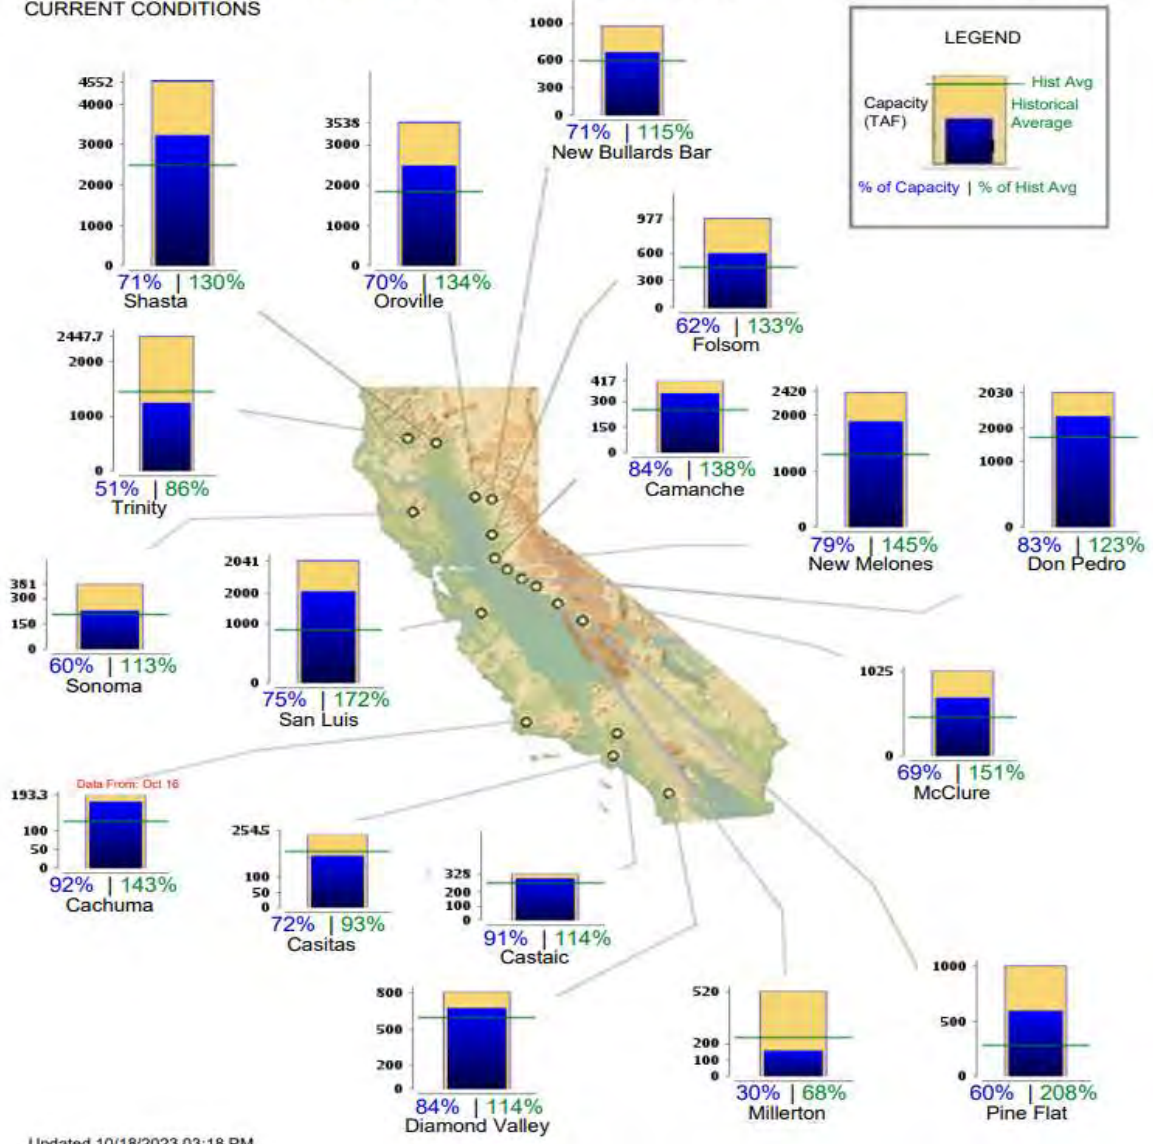 CURRENT CONDITIONS
1000
600
300
0
71% | 115%
New Bullards Bar
LEGEND
Capacity
(TAF)
Hist Avg
Historical
Average
% of Capacity | % of Hist Avg
4552
4000
3000
2000
1000
0
71% | 130%
Shasta
3538
3000
2000
1000
0
70% | 134%
Oroville
977
600
300
0
62% | 133%
Folsom
2447.7
2000
1000
0
51% | 86%
Trinity
417
300
150
0
84% | 138%
Camanche
2420
2000
1000
0
79% | 145%
New Melones
2030
2000
1000
0
83% | 123%
Don Pedro
381
300
150
0
60% | 113%
Sonoma
2041
2000
1000
0
75% | 172%
San Luis
1025
0
69% | 151%
McClure
Data From: Oct 16
193.3
100
50
0
92% | 143%
Cachuma
254.5
100
50
0
72% | 93%
Casitas
328
200
100
0
91% | 114%
Castaic
800
500
200
0
84% | 114%
Diamond Valley
520
200
100
0
30% | 68%
Millerton
1000
500
0
60% | 208%
Pine Flat
Updated 10/18/2023 03:18 PM